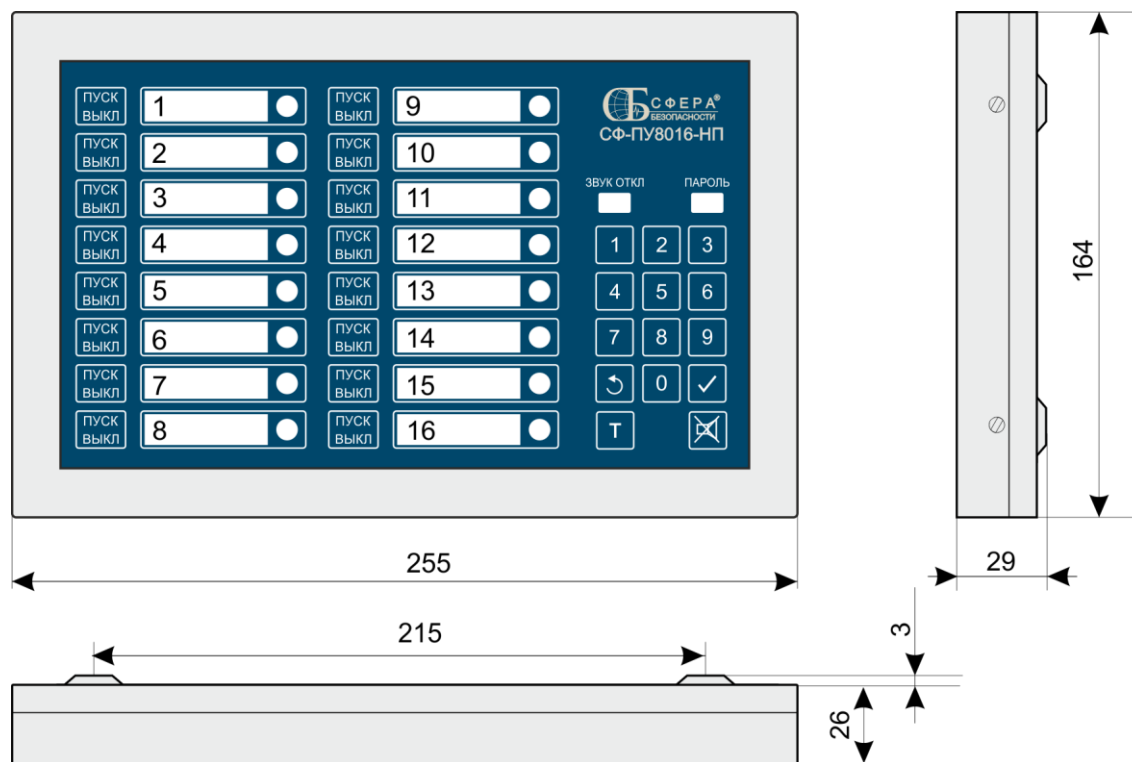 ПУСК
ВЫКЛ
1
ПУСК
ВЫКЛ
9
ПУСК
ВЫКЛ
2
ПУСК
ВЫКЛ
10
ПУСК
ВЫКЛ
3
ПУСК
ВЫКЛ
11
ПУСК
ВЫКЛ
4
ПУСК
ВЫКЛ
12
ПУСК
ВЫКЛ
5
ПУСК
ВЫКЛ
13
ПУСК
ВЫКЛ
6
ПУСК
ВЫКЛ
14
ПУСК
ВЫКЛ
7
ПУСК
ВЫКЛ
15
ПУСК
ВЫКЛ
8
ПУСК
ВЫКЛ
16
СБ СФЕРА®
БЕЗОПАСНОСТИ
СФ-ПУ8016-НП
ЗВУК ОТКЛ ПАРОЛЬ
1 2 3
4 5 6
7 8 9
0
Т
164
255
29
215
3
26